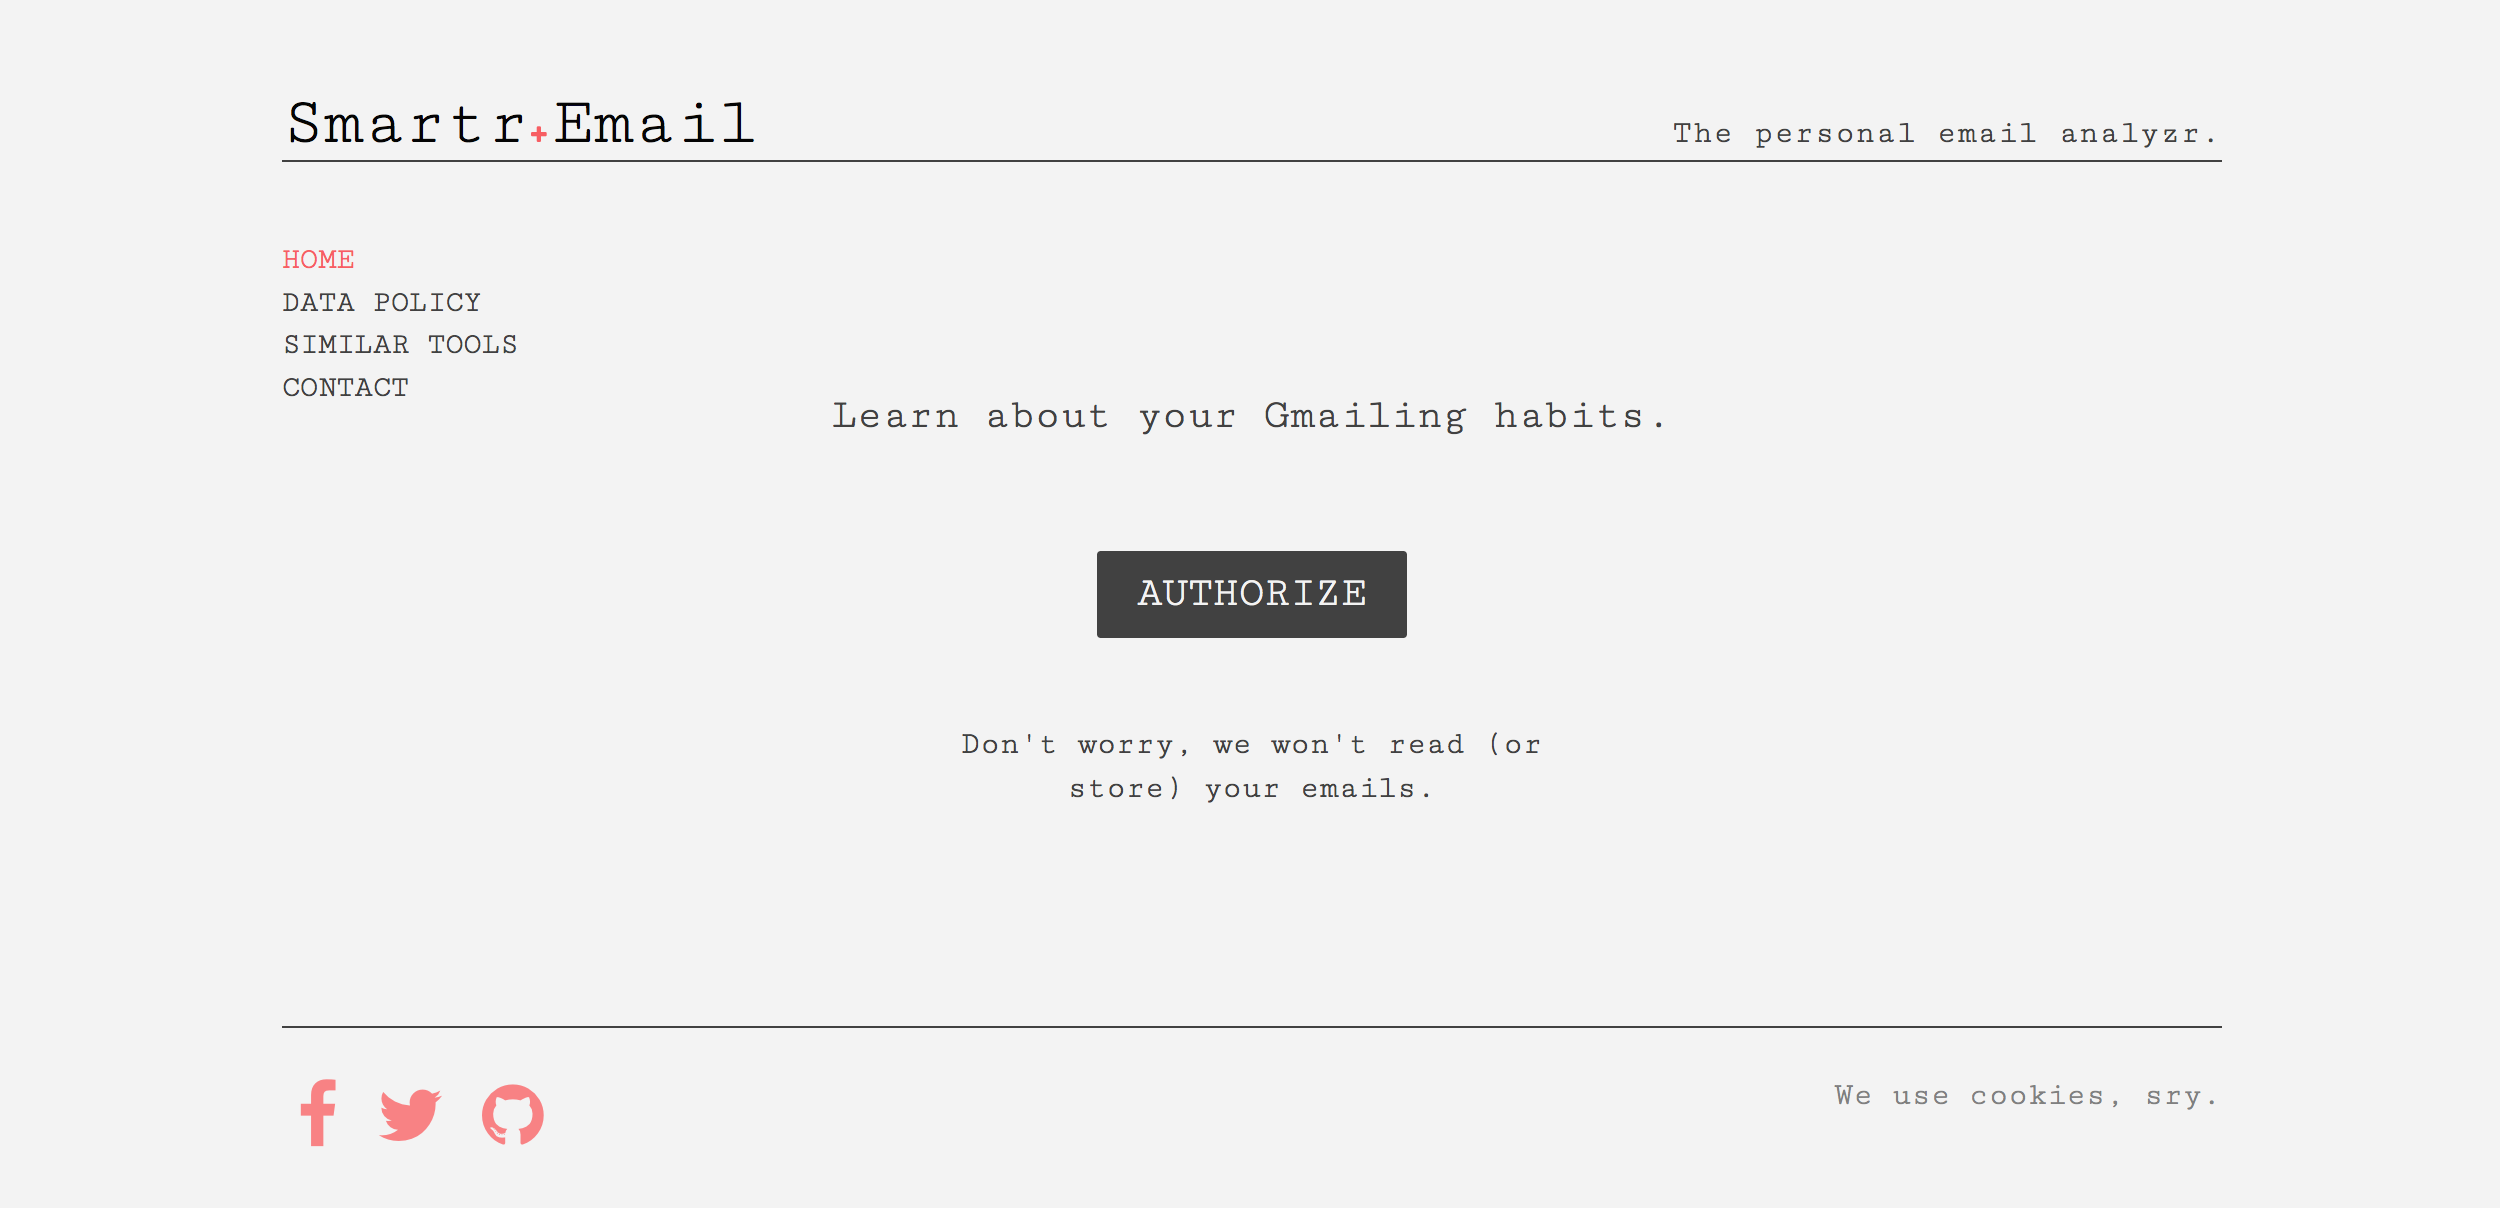 Smartr+Email
The personal email analyzr.
HOME
DATA POLICY
SIMILAR TOOLS
CONTACT
Learn about your Gmailing habits.
AUTHORIZE
Don't worry, we won't read (or
store) your emails.
We use cookies, sry.